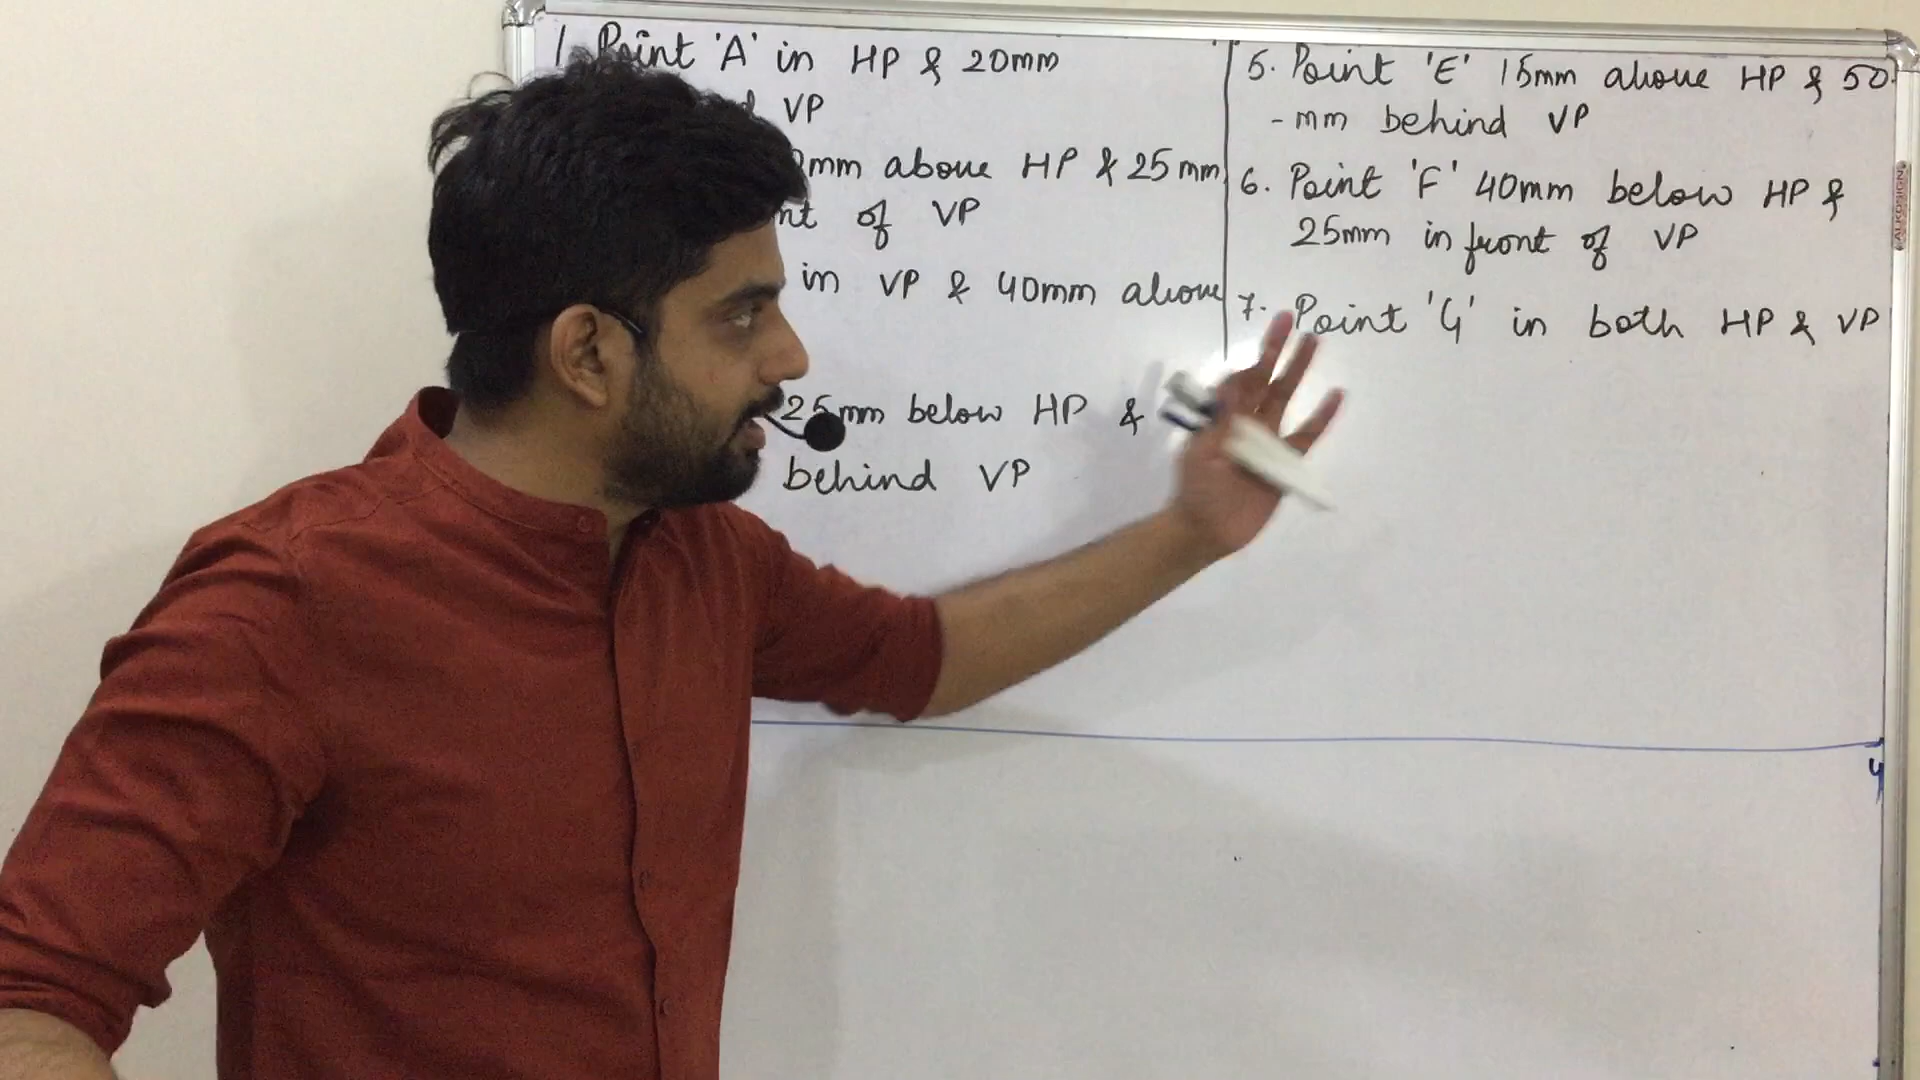 1. Point 'A' in HP & 20mm
VP
mm above HP & 25mm
of VP
in VP & 40mm above
25mm below HP &
behind VP
5. Point 'E' 15mm above HP & 50
-mm behind VP
6. Point 'F' 40mm below HP &
25mm in front of VP
7. Point 'G' in both HP & VP
y
ALKOSIGN